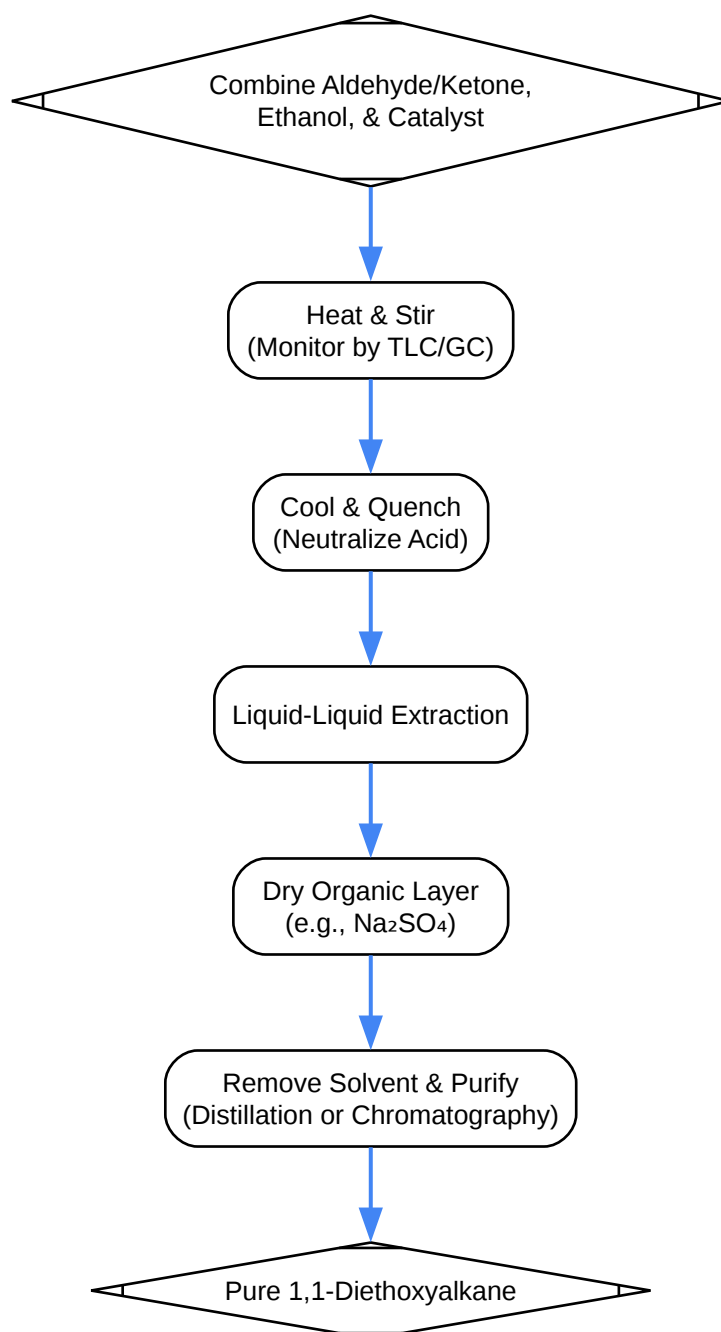 Combine Aldehyde/Ketone,
Ethanol, & Catalyst
Heat & Stir
(Monitor by TLC/GC)
Cool & Quench
(Neutralize Acid)
Liquid-Liquid Extraction
Dry Organic Layer
(e.g., Na₂SO₄)
Remove Solvent & Purify
(Distillation or Chromatography)
Pure 1,1-Diethoxyalkane